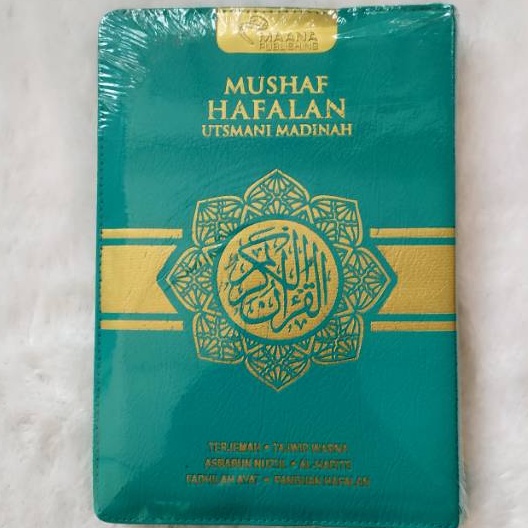 MAANA
PUBLISHING
MUSHAF
HAFALAN
UTSMANI MADINAH
القرآن الكريم
TERJEMAH • TAJWID WARNA
ASBABUN NUZUL • AL-HADITS
FADHILAH AYAT • PANDUAN HAFALAN